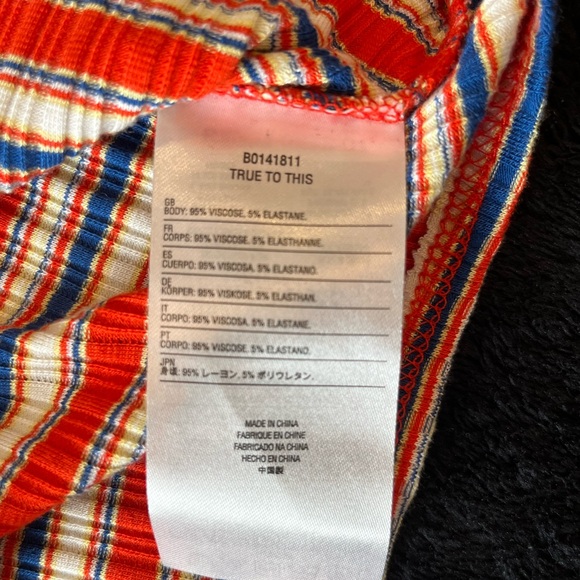 B0141811
TRUE TO THIS
GB
BODY: 95% VISCOSE, 5% ELASTANE.
FR
CORPS: 95% VISCOSE, 5% ELASTHANNE.
ES
CUERPO: 95% VISCOSA, 5% ELASTANO.
DE
KÖRPER: 95% VISKOSE, 5% ELASTHAN.
IT
CORPO: 95% VISCOSA, 5% ELASTAN.
PT
CORPO: 95% VISCOSE, 5% ELASTANO.
JPN
身頃: 95% レーヨン, 5% ポリウレタン.
MADE IN CHINA
FABRIQUE EN CHINE
FABRICADO NA CHINA
HECHO EN CHINA
中国製